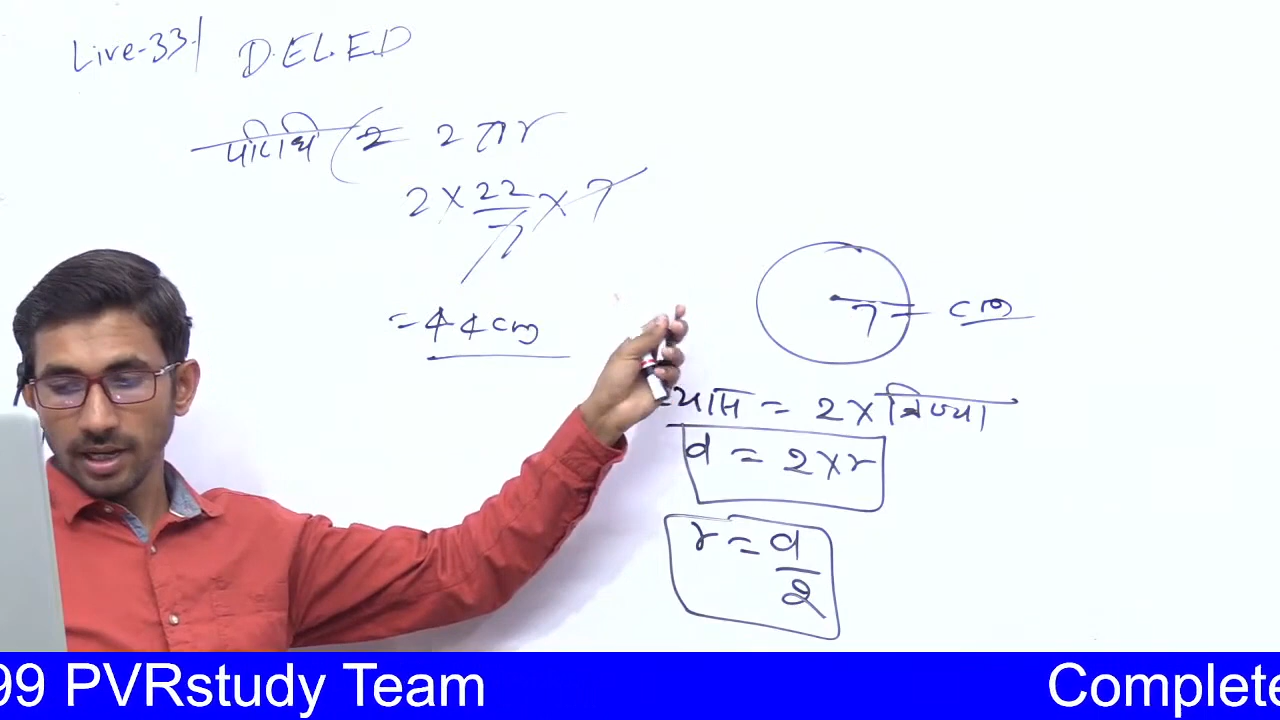 Live-33 D.EL.E.D
परिधि (2 = 2πr
2 × 22/7 × 7
= 44 cm
7 cm
व्यास = 2 × त्रिज्या
d = 2×r
r = d/2
99 PVRstudy Team Complete